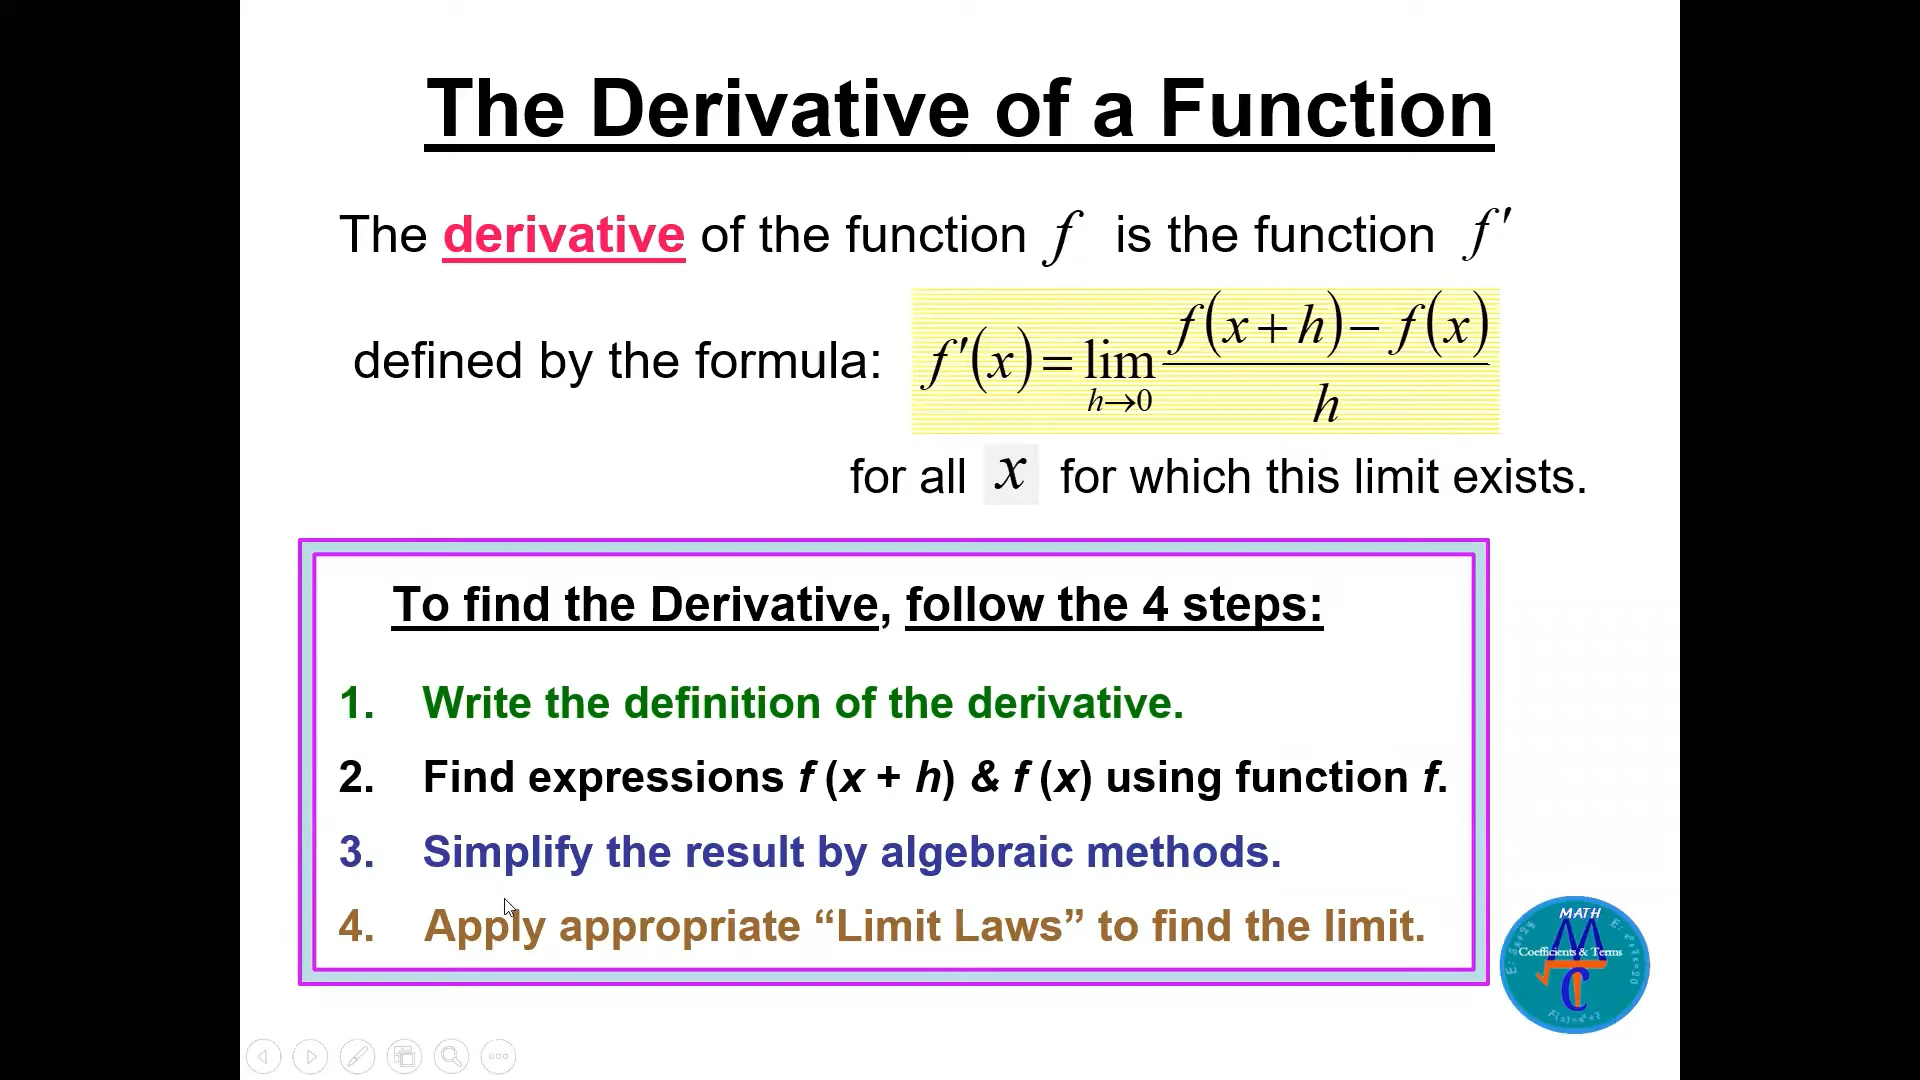 The Derivative of a Function
The derivative of the function f is the function f′
defined by the formula: f′(x) = lim h→0 f(x + h) − f(x) / h
for all x for which this limit exists.
To find the Derivative, follow the 4 steps:
1. Write the definition of the derivative.
2. Find expressions f (x + h) & f (x) using function f.
3. Simplify the result by algebraic methods.
4. Apply appropriate “Limit Laws” to find the limit.
MATH
Coefficients & Terms